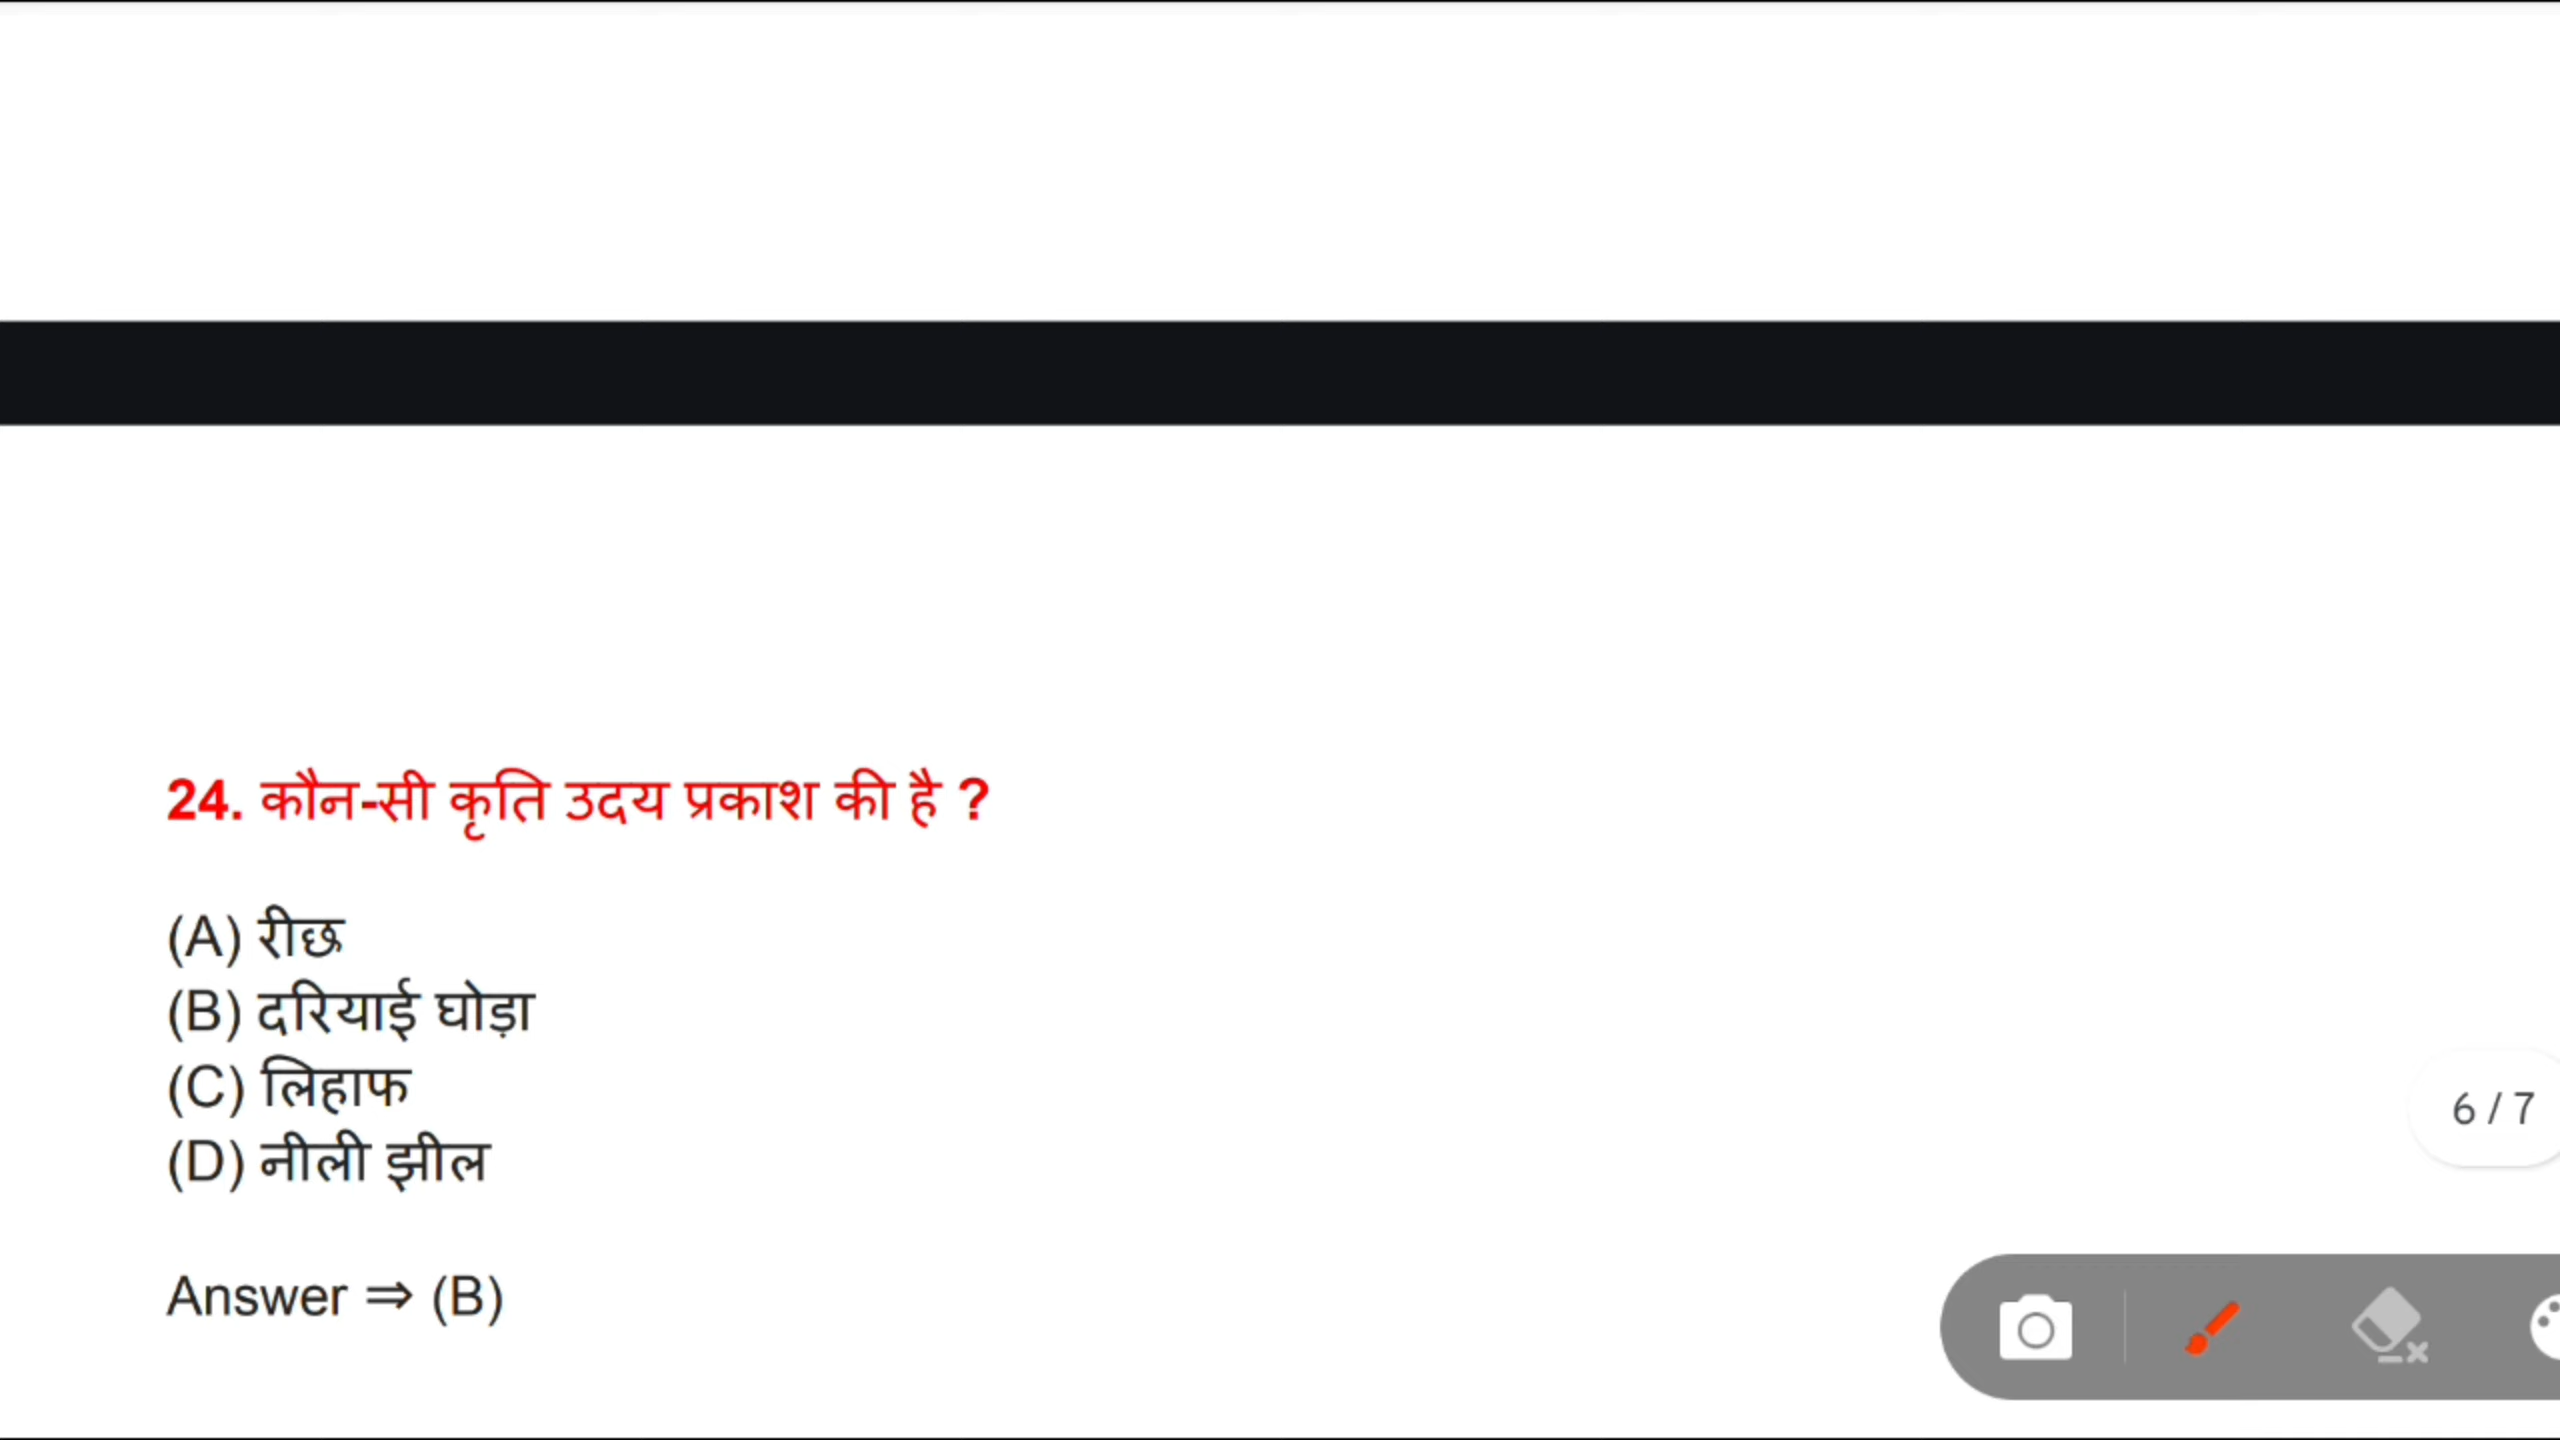 24. कौन-सी कृति उदय प्रकाश की है ?
(A) रीछ
(B) दरियाई घोड़ा
(C) लिहाफ
(D) नीली झील
6 / 7
Answer ⇒ (B)